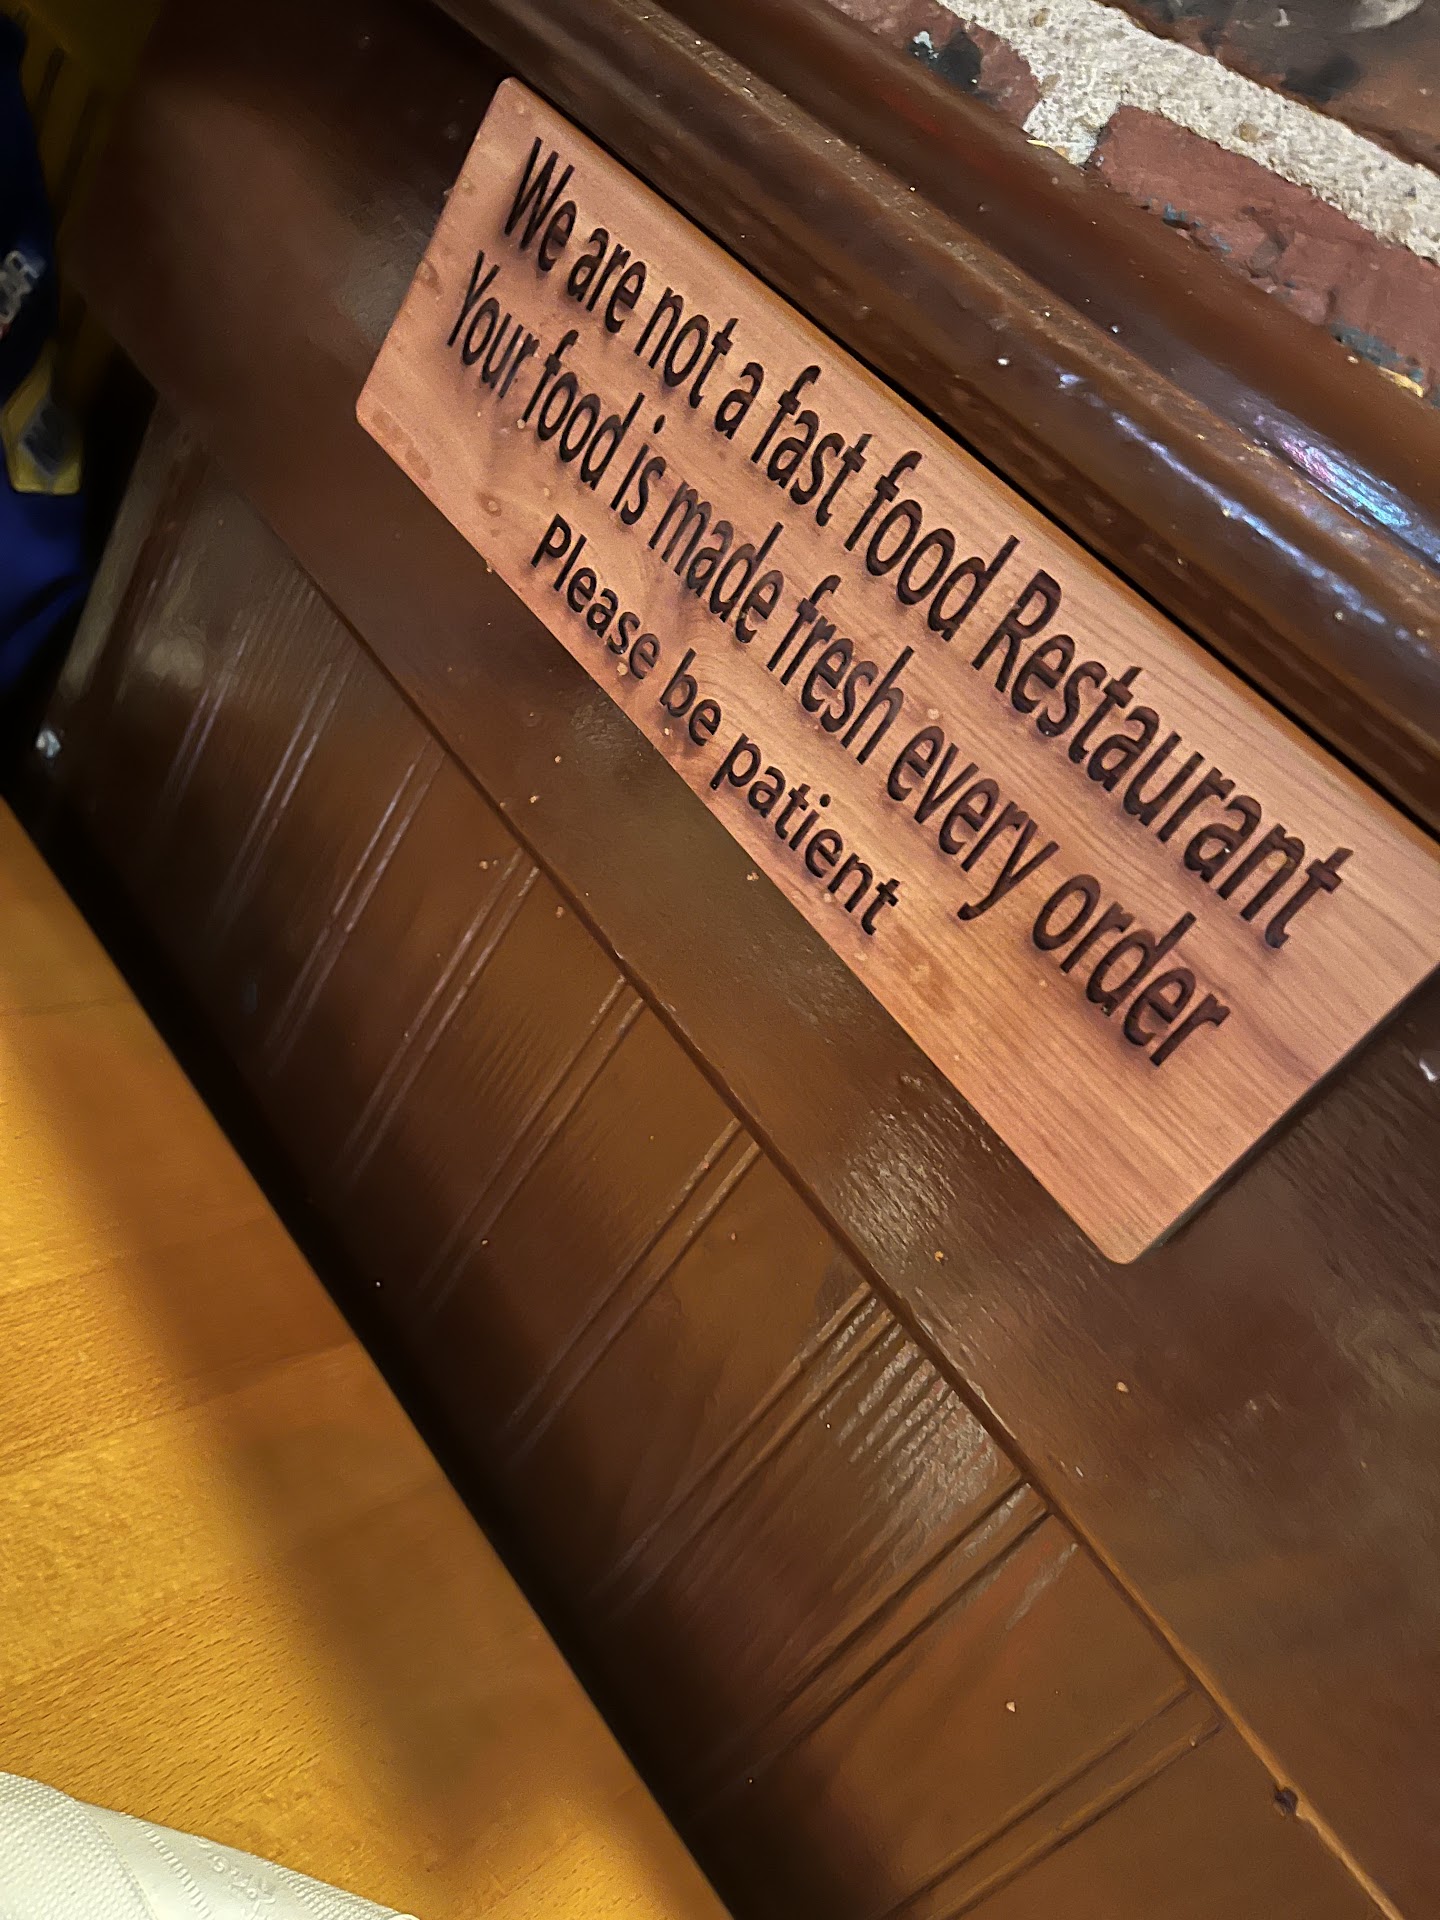 We are not a fast food Restaurant
Your food is made fresh every order
Please be patient